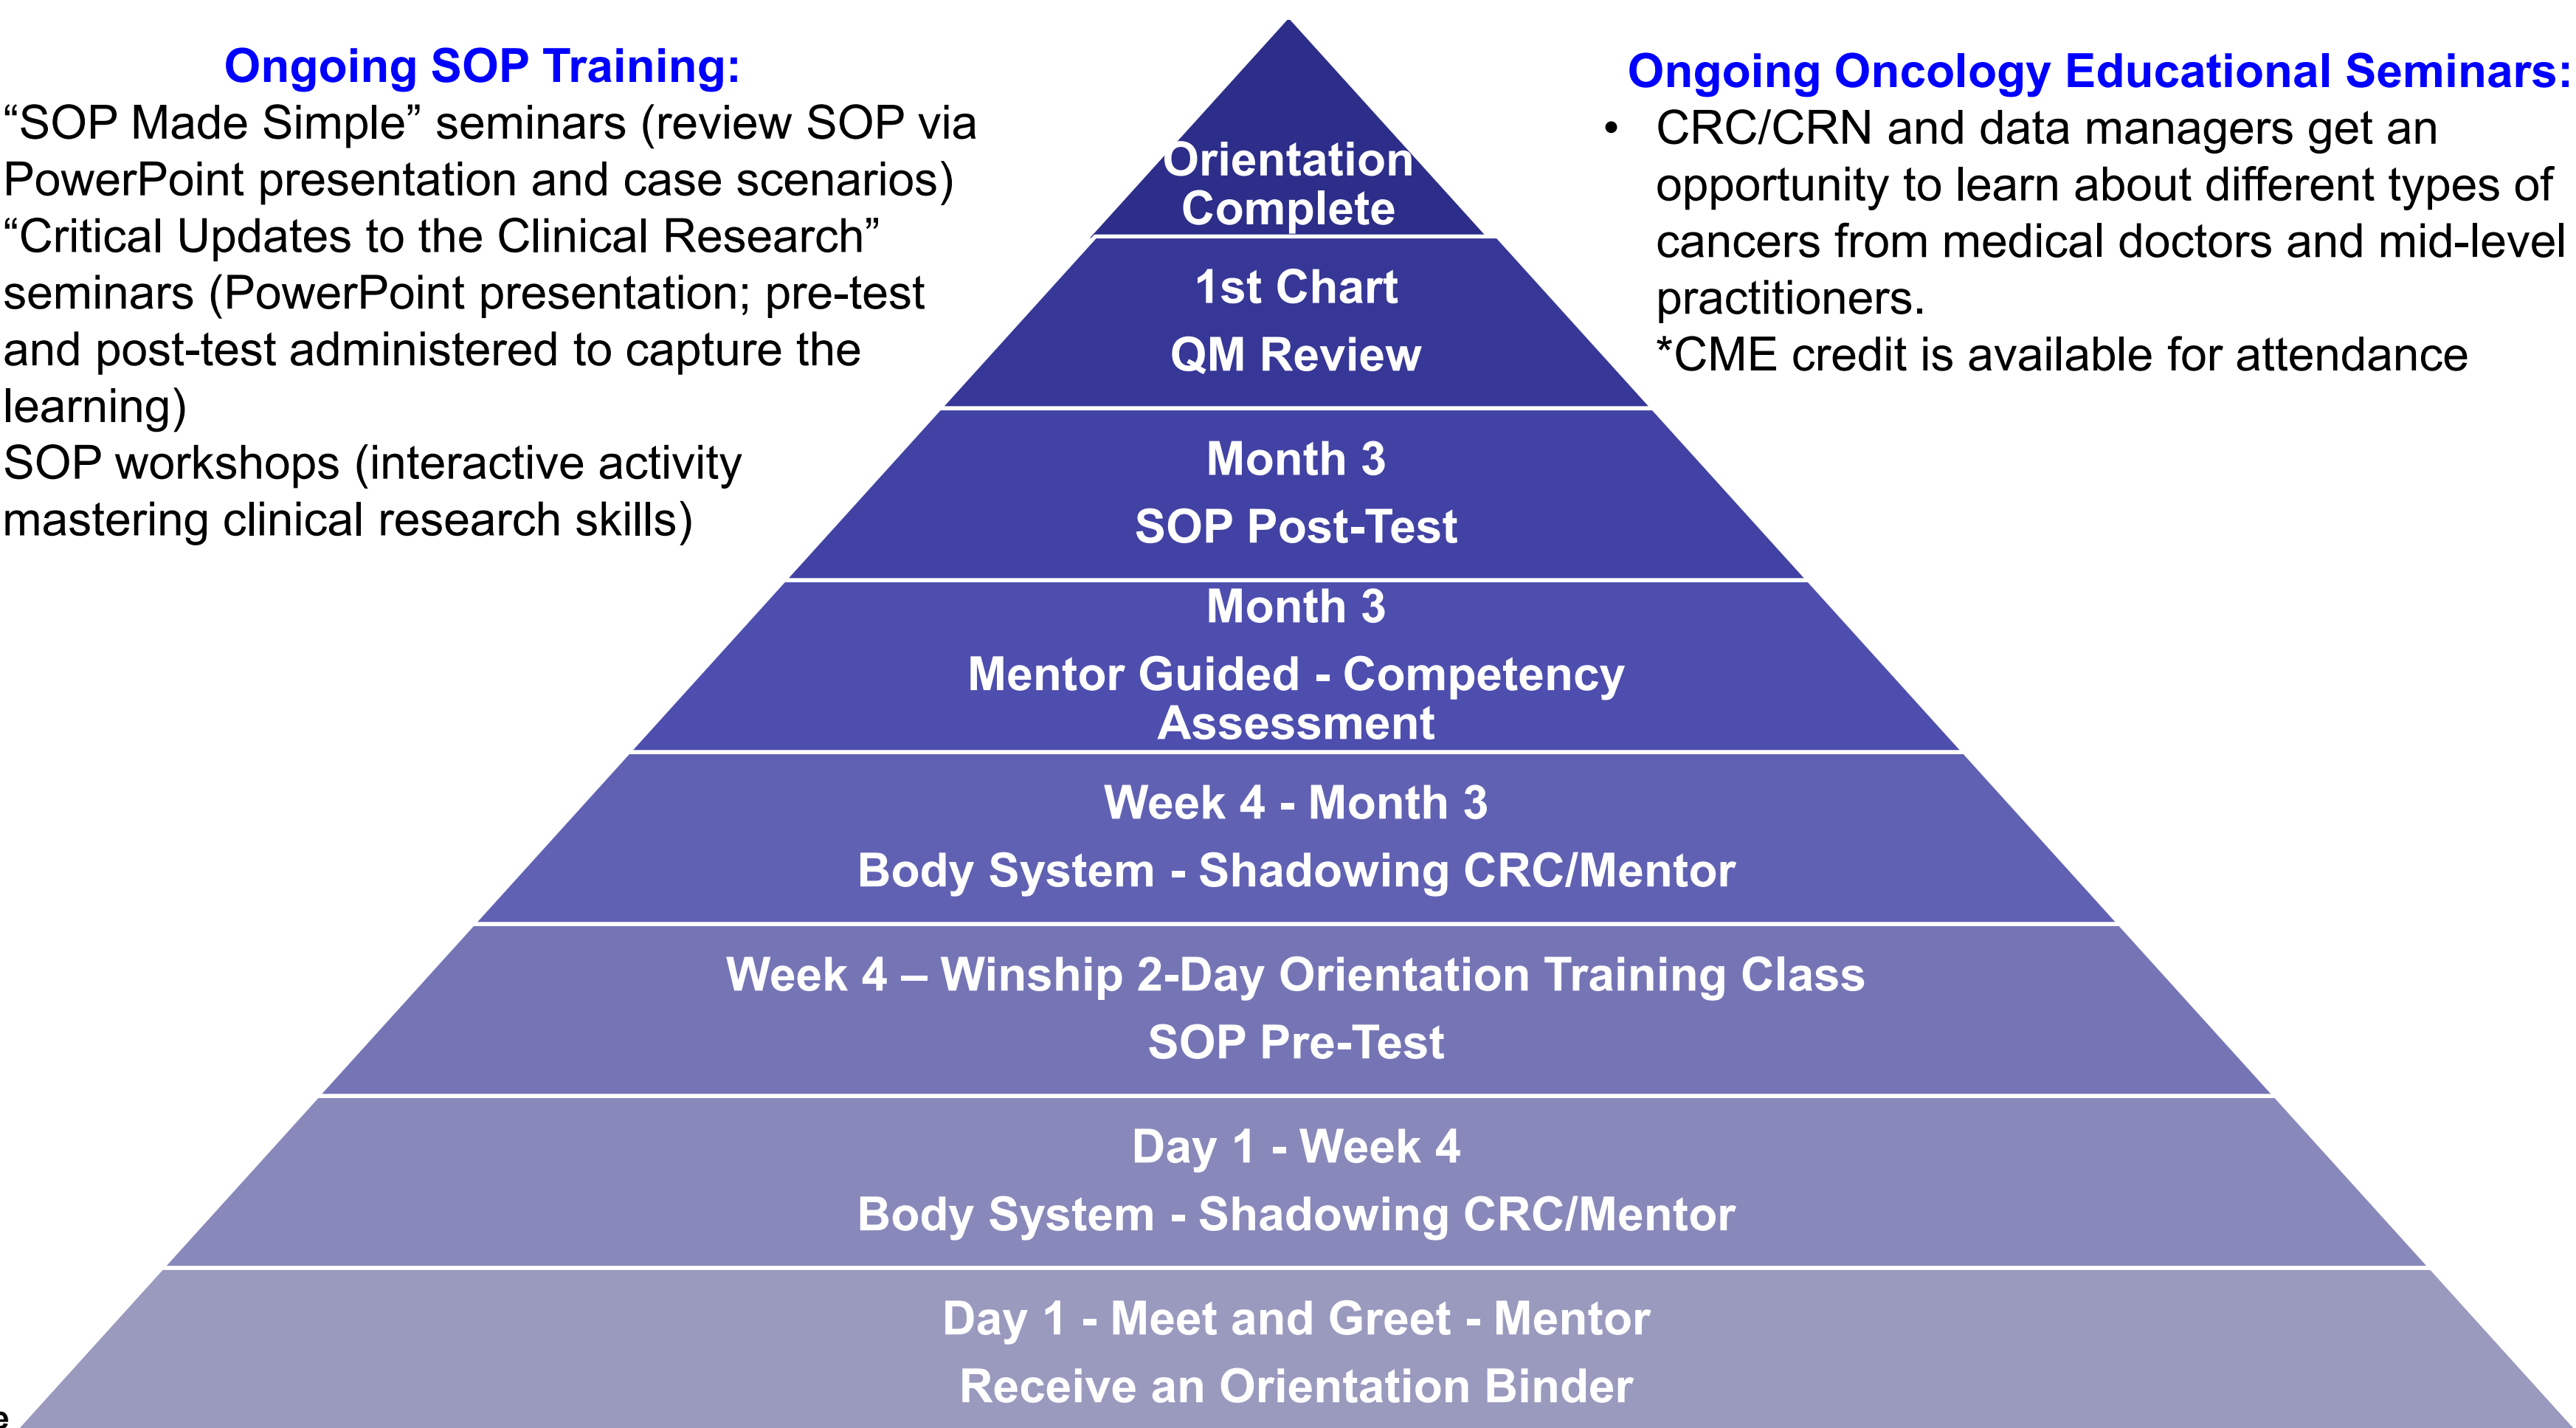 Ongoing SOP Training:
“SOP Made Simple” seminars (review SOP via
PowerPoint presentation and case scenarios)
“Critical Updates to the Clinical Research”
seminars (PowerPoint presentation; pre-test
and post-test administered to capture the
learning)
SOP workshops (interactive activity
mastering clinical research skills)
Ongoing Oncology Educational Seminars:
• CRC/CRN and data managers get an
opportunity to learn about different types of
cancers from medical doctors and mid-level
practitioners.
*CME credit is available for attendance
Orientation
Complete
1st Chart
QM Review
Month 3
SOP Post-Test
Month 3
Mentor Guided - Competency
Assessment
Week 4 - Month 3
Body System - Shadowing CRC/Mentor
Week 4 – Winship 2-Day Orientation Training Class
SOP Pre-Test
Day 1 - Week 4
Body System - Shadowing CRC/Mentor
Day 1 - Meet and Greet - Mentor
Receive an Orientation Binder